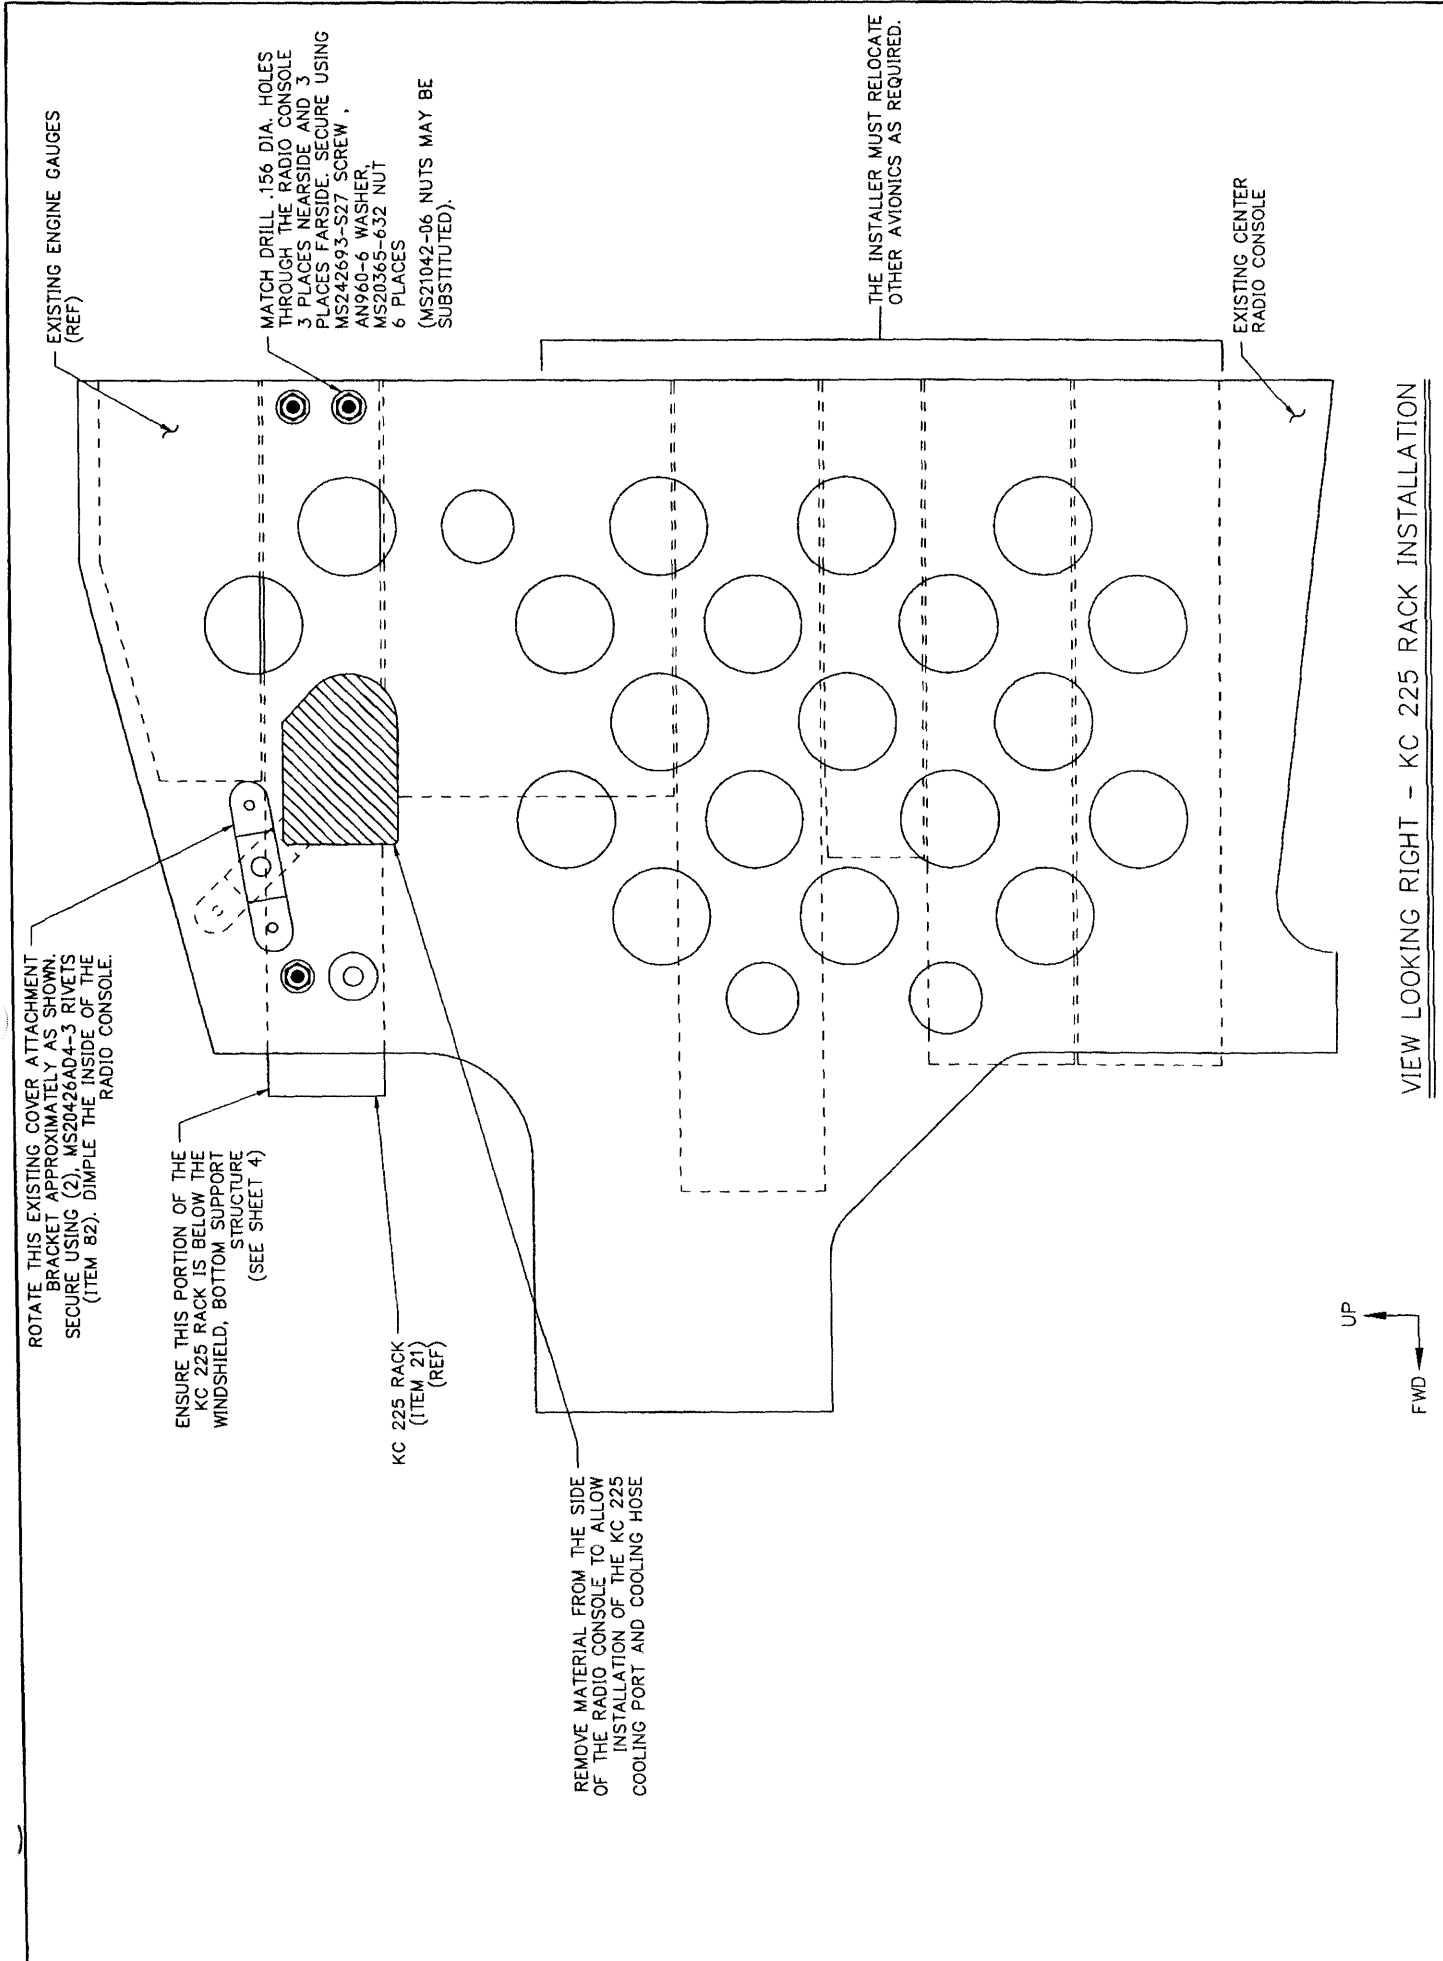 ROTATE THIS EXISTING COVER ATTACHMENT
BRACKET APPROXIMATELY AS SHOWN.
SECURE USING (2), MS20426AD4-3 RIVETS
(ITEM 82). DIMPLE THE INSIDE OF THE
RADIO CONSOLE.
ENSURE THIS PORTION OF THE
KC 225 RACK IS BELOW THE
WINDSHIELD, BOTTOM SUPPORT
STRUCTURE
(SEE SHEET 4)
KC 225 RACK
(ITEM 21)
(REF)
REMOVE MATERIAL FROM THE SIDE
OF THE RADIO CONSOLE TO ALLOW
INSTALLATION OF THE KC 225
COOLING PORT AND COOLING HOSE
EXISTING ENGINE GAUGES
(REF)
MATCH DRILL .156 DIA. HOLES
THROUGH THE RADIO CONSOLE
3 PLACES NEARSIDE AND 3
PLACES FARSIDE. SECURE USING
MS242693-S27 SCREW ,
AN960-6 WASHER,
MS20365-632 NUT
6 PLACES
(MS21042-06 NUTS MAY BE
SUBSTITUTED).
THE INSTALLER MUST RELOCATE
OTHER AVIONICS AS REQUIRED.
EXISTING CENTER
RADIO CONSOLE
UP
FWD
VIEW LOOKING RIGHT - KC 225 RACK INSTALLATION